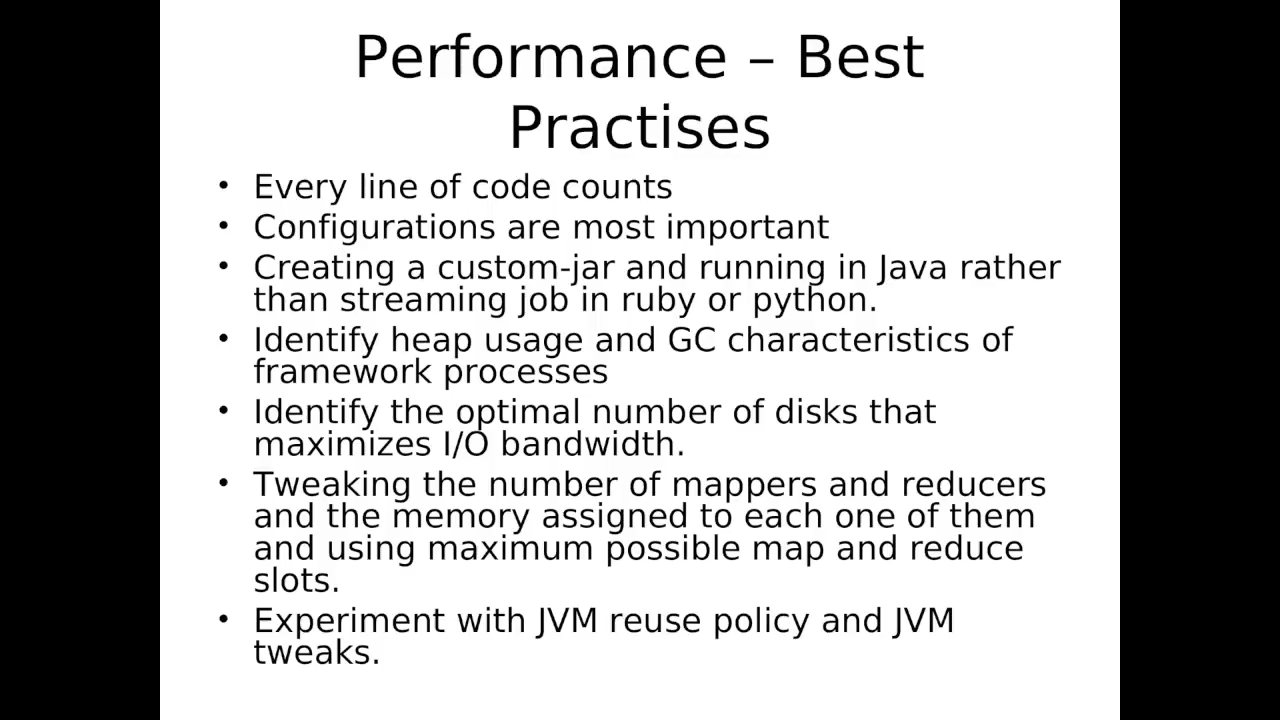 Performance – Best
Practises
• Every line of code counts
• Configurations are most important
• Creating a custom-jar and running in Java rather
than streaming job in ruby or python.
• Identify heap usage and GC characteristics of
framework processes
• Identify the optimal number of disks that
maximizes I/O bandwidth.
• Tweaking the number of mappers and reducers
and the memory assigned to each one of them
and using maximum possible map and reduce
slots.
• Experiment with JVM reuse policy and JVM
tweaks.